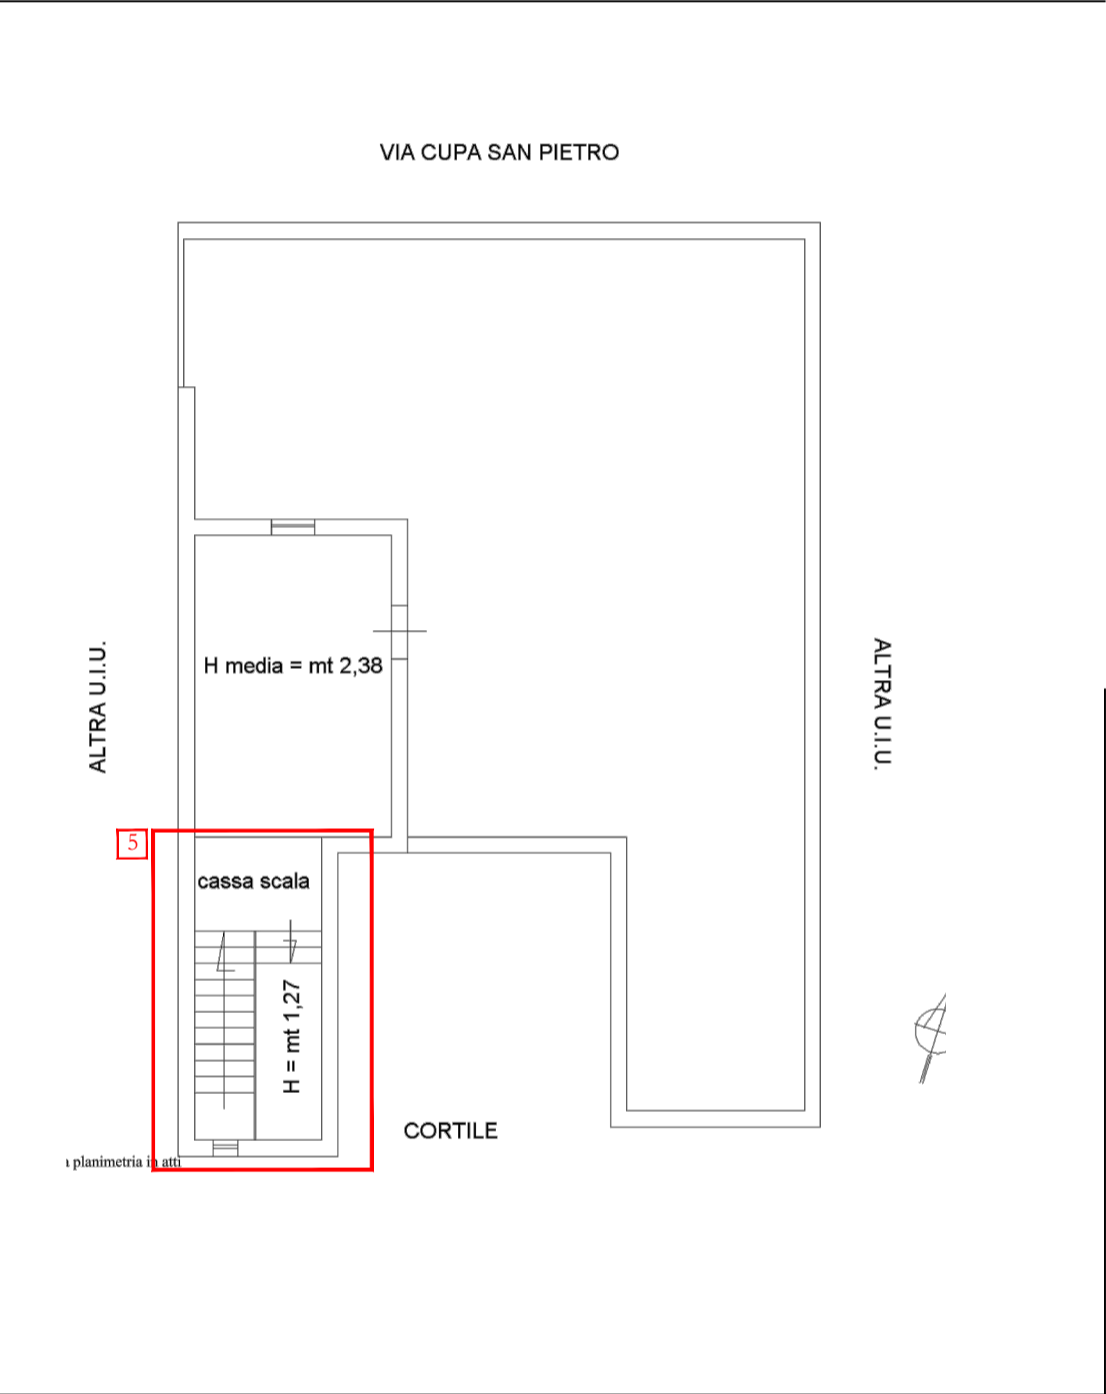 VIA CUPA SAN PIETRO
ALTRA U.I.U.
H media = mt 2,38
ALTRA U.I.U.
5
cassa scala
H = mt 1,27
CORTILE
planimetria in atti